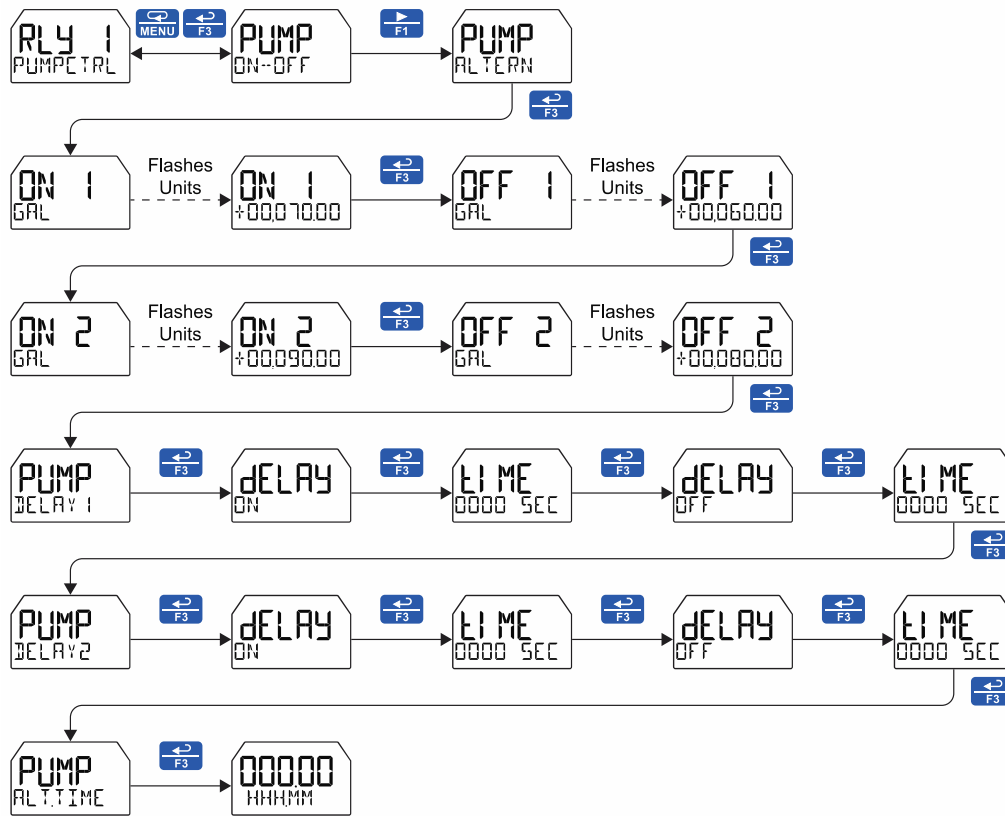 RLY 1
PUMPCTRL
MENU
F3
PUMP
ON--OFF
F1
PUMP
ALTERN
F3
ON 1
GAL
Flashes
Units
ON 1
+00,070.00
F3
OFF 1
GAL
Flashes
Units
OFF 1
+00,060.00
F3
ON 2
GAL
Flashes
Units
ON 2
+00,090.00
F3
OFF 2
GAL
Flashes
Units
OFF 2
+00,080.00
F3
PUMP
DELAY1
F3
dELAY
ON
F3
tIME
0000 SEC
F3
dELAY
OFF
F3
tIME
0000 SEC
F3
PUMP
DELAY2
F3
dELAY
ON
F3
tIME
0000 SEC
F3
dELAY
OFF
F3
tIME
0000 SEC
F3
PUMP
ALT.TIME
F3
000.00
HHH.MM